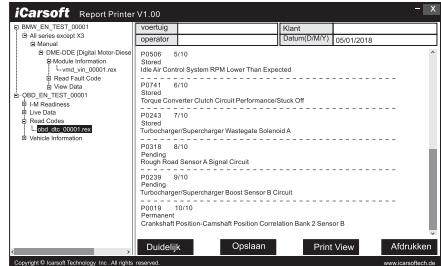 iCarsoft Report Printer V1.00
- X
BMW_EN_TEST_00001
All series except X3
Manual
DME-DDE [Digital Motor-Diese
Module Information
vmd_vin_00001.rex
Read Fault Code
View Data
OBD_EN_TEST_00001
I-M Readiness
Live Data
Read Codes
obd_dtc_00001.rex
Vehicle Information
voertuig
Klant
operator
Datum(D/M/Y) 05/01/2018
P0506 5/10
Stored
Idle Air Control System RPM Lower Than Expected
P0741 6/10
Stored
Torque Converter Clutch Circuit Performance/Stuck Off
P0243 7/10
Stored
Turbocharger/Supercharger Wastegate Solenoid A
P0318 8/10
Pending
Rough Road Sensor A Signal Circuit
P0239 9/10
Pending
Turbocharger/Supercharger Boost Sensor B Circuit
P0019 10/10
Permanent
Crankshaft Position-Camshaft Position Correlation Bank 2 Sensor B
Duidelijk Opslaan Print View Afdrukken
Copyright © Icarsoft Technology Inc. All rights reserved. www.icarsoftech.de